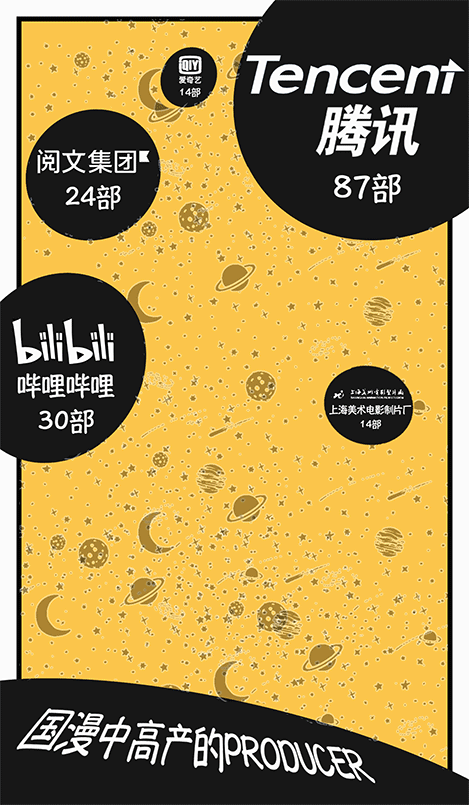 QIY
爱奇艺
14部
Tencent
腾讯
87部
阅文集团
24部
bilibili
哔哩哔哩
30部
上海美术电影制片厂
上海美术电影制片厂
14部
国漫中高产的PRODUCER